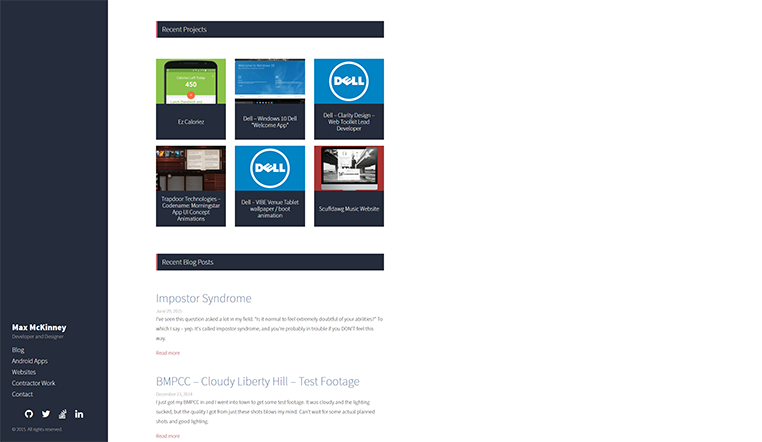 Recent Projects
450
Ez Caloriez
Dell – Windows 10 Dell
"Welcome App"
DELL
Dell – Clarity Design –
Web Toolkit Lead
Developer
Trapdoor Technologies –
Codename: Morningstar
App UI Concept
Animations
DELL
Dell – VIBE Venue Tablet
wallpaper / boot
animation
Scuffdawg Music Website
Recent Blog Posts
Impostor Syndrome
I've seen this question asked a lot in my field: "Is it normal to feel extremely doubtful of your abilities?" To
which I say – yep. It's called impostor syndrome, and you're probably in trouble if you DON'T feel this
way.
Read more
BMPCC – Cloudy Liberty Hill – Test Footage
I just got my BMPCC in and I went into town to get some test footage. It was cloudy and the lighting
sucked, but the quality I got from just these shots blows my mind. Can't wait for some actual planned
shots and good lighting.
Read more
Max McKinney
Developer and Designer
Blog
Android Apps
Websites
Contractor Work
Contact
in
© 2015. All rights reserved.